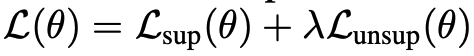 ℒ(θ) = ℒ_sup(θ) + λℒ_unsup(θ)